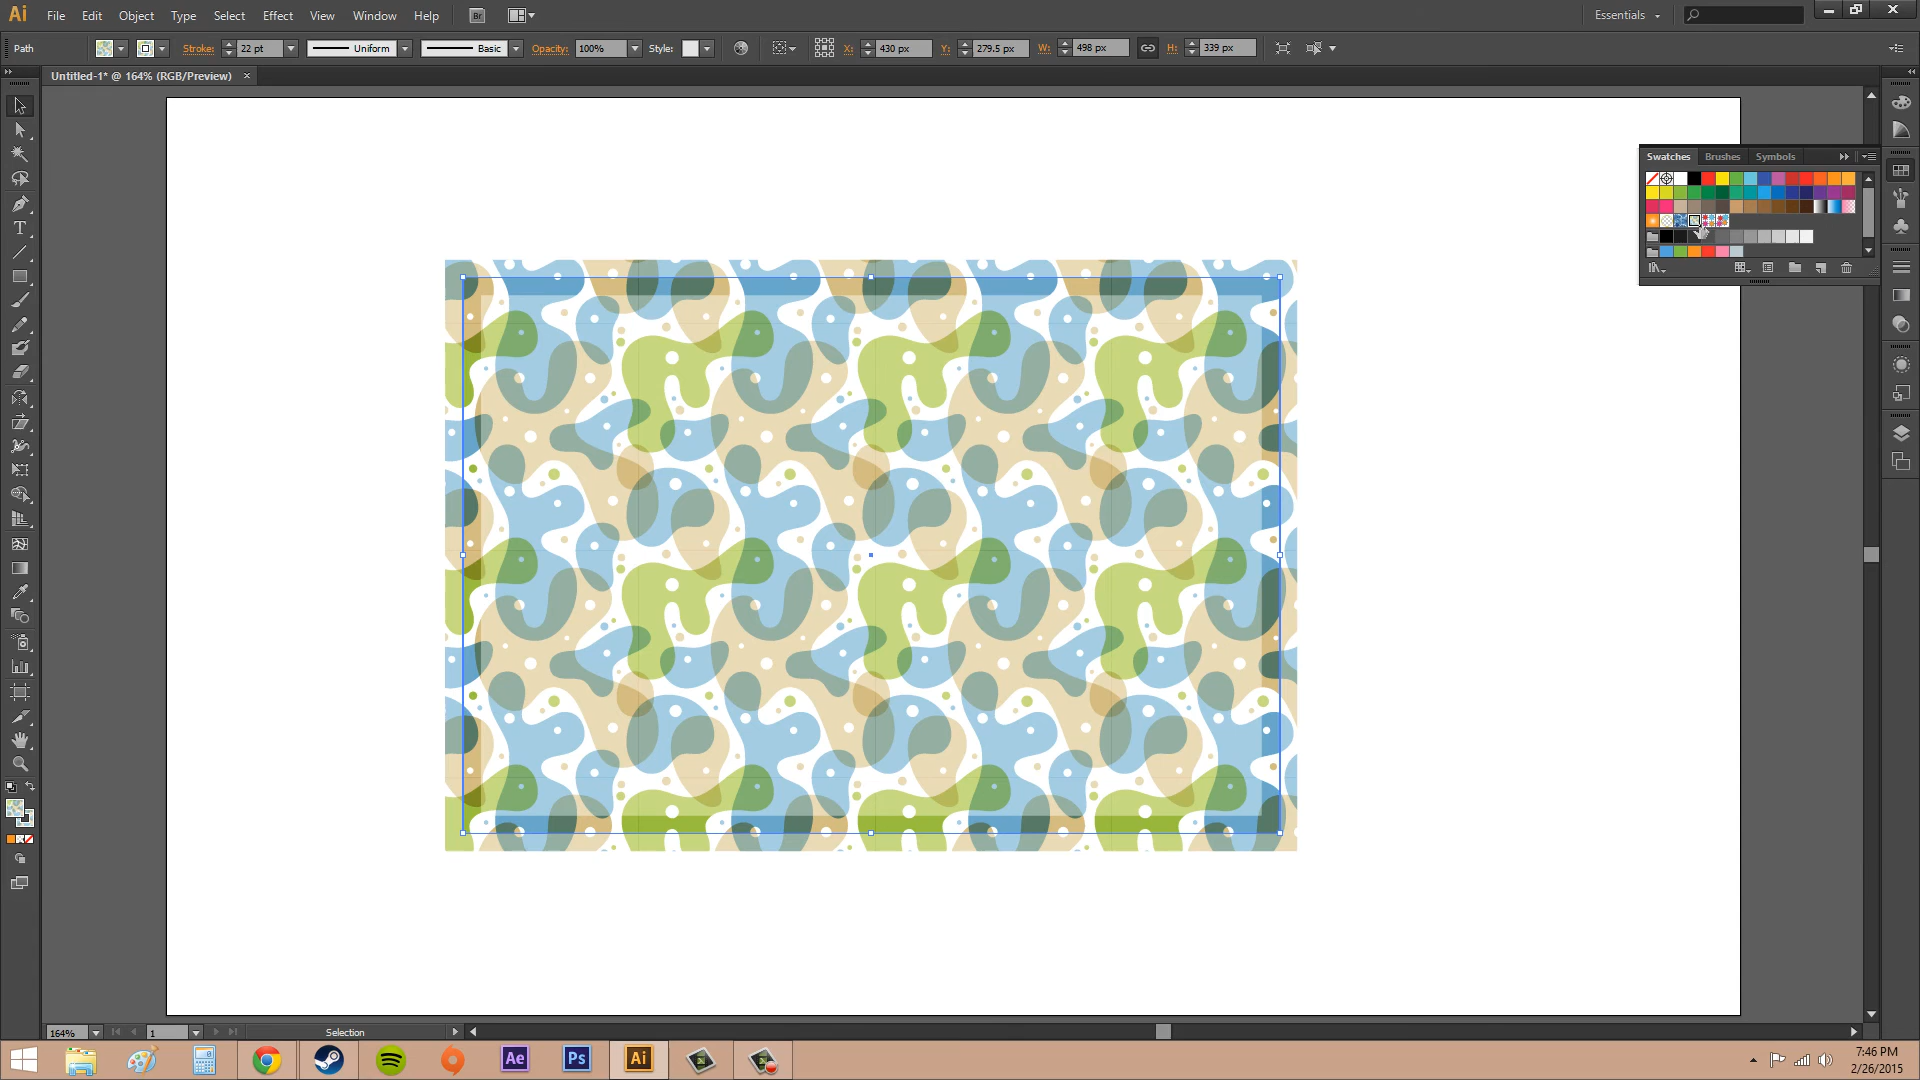 Ai File Edit Object Type Select Effect View Window Help Br Essentials
Path Stroke: 22 pt Uniform Basic Opacity: 100% Style: X: 430 px Y: 279.5 px W: 498 px H: 339 px
Untitled-1* @ 164% (RGB/Preview) ×
Swatches Brushes Symbols
T
164% 1 Selection
Ae Ps Ai
7:46 PM
2/26/2015